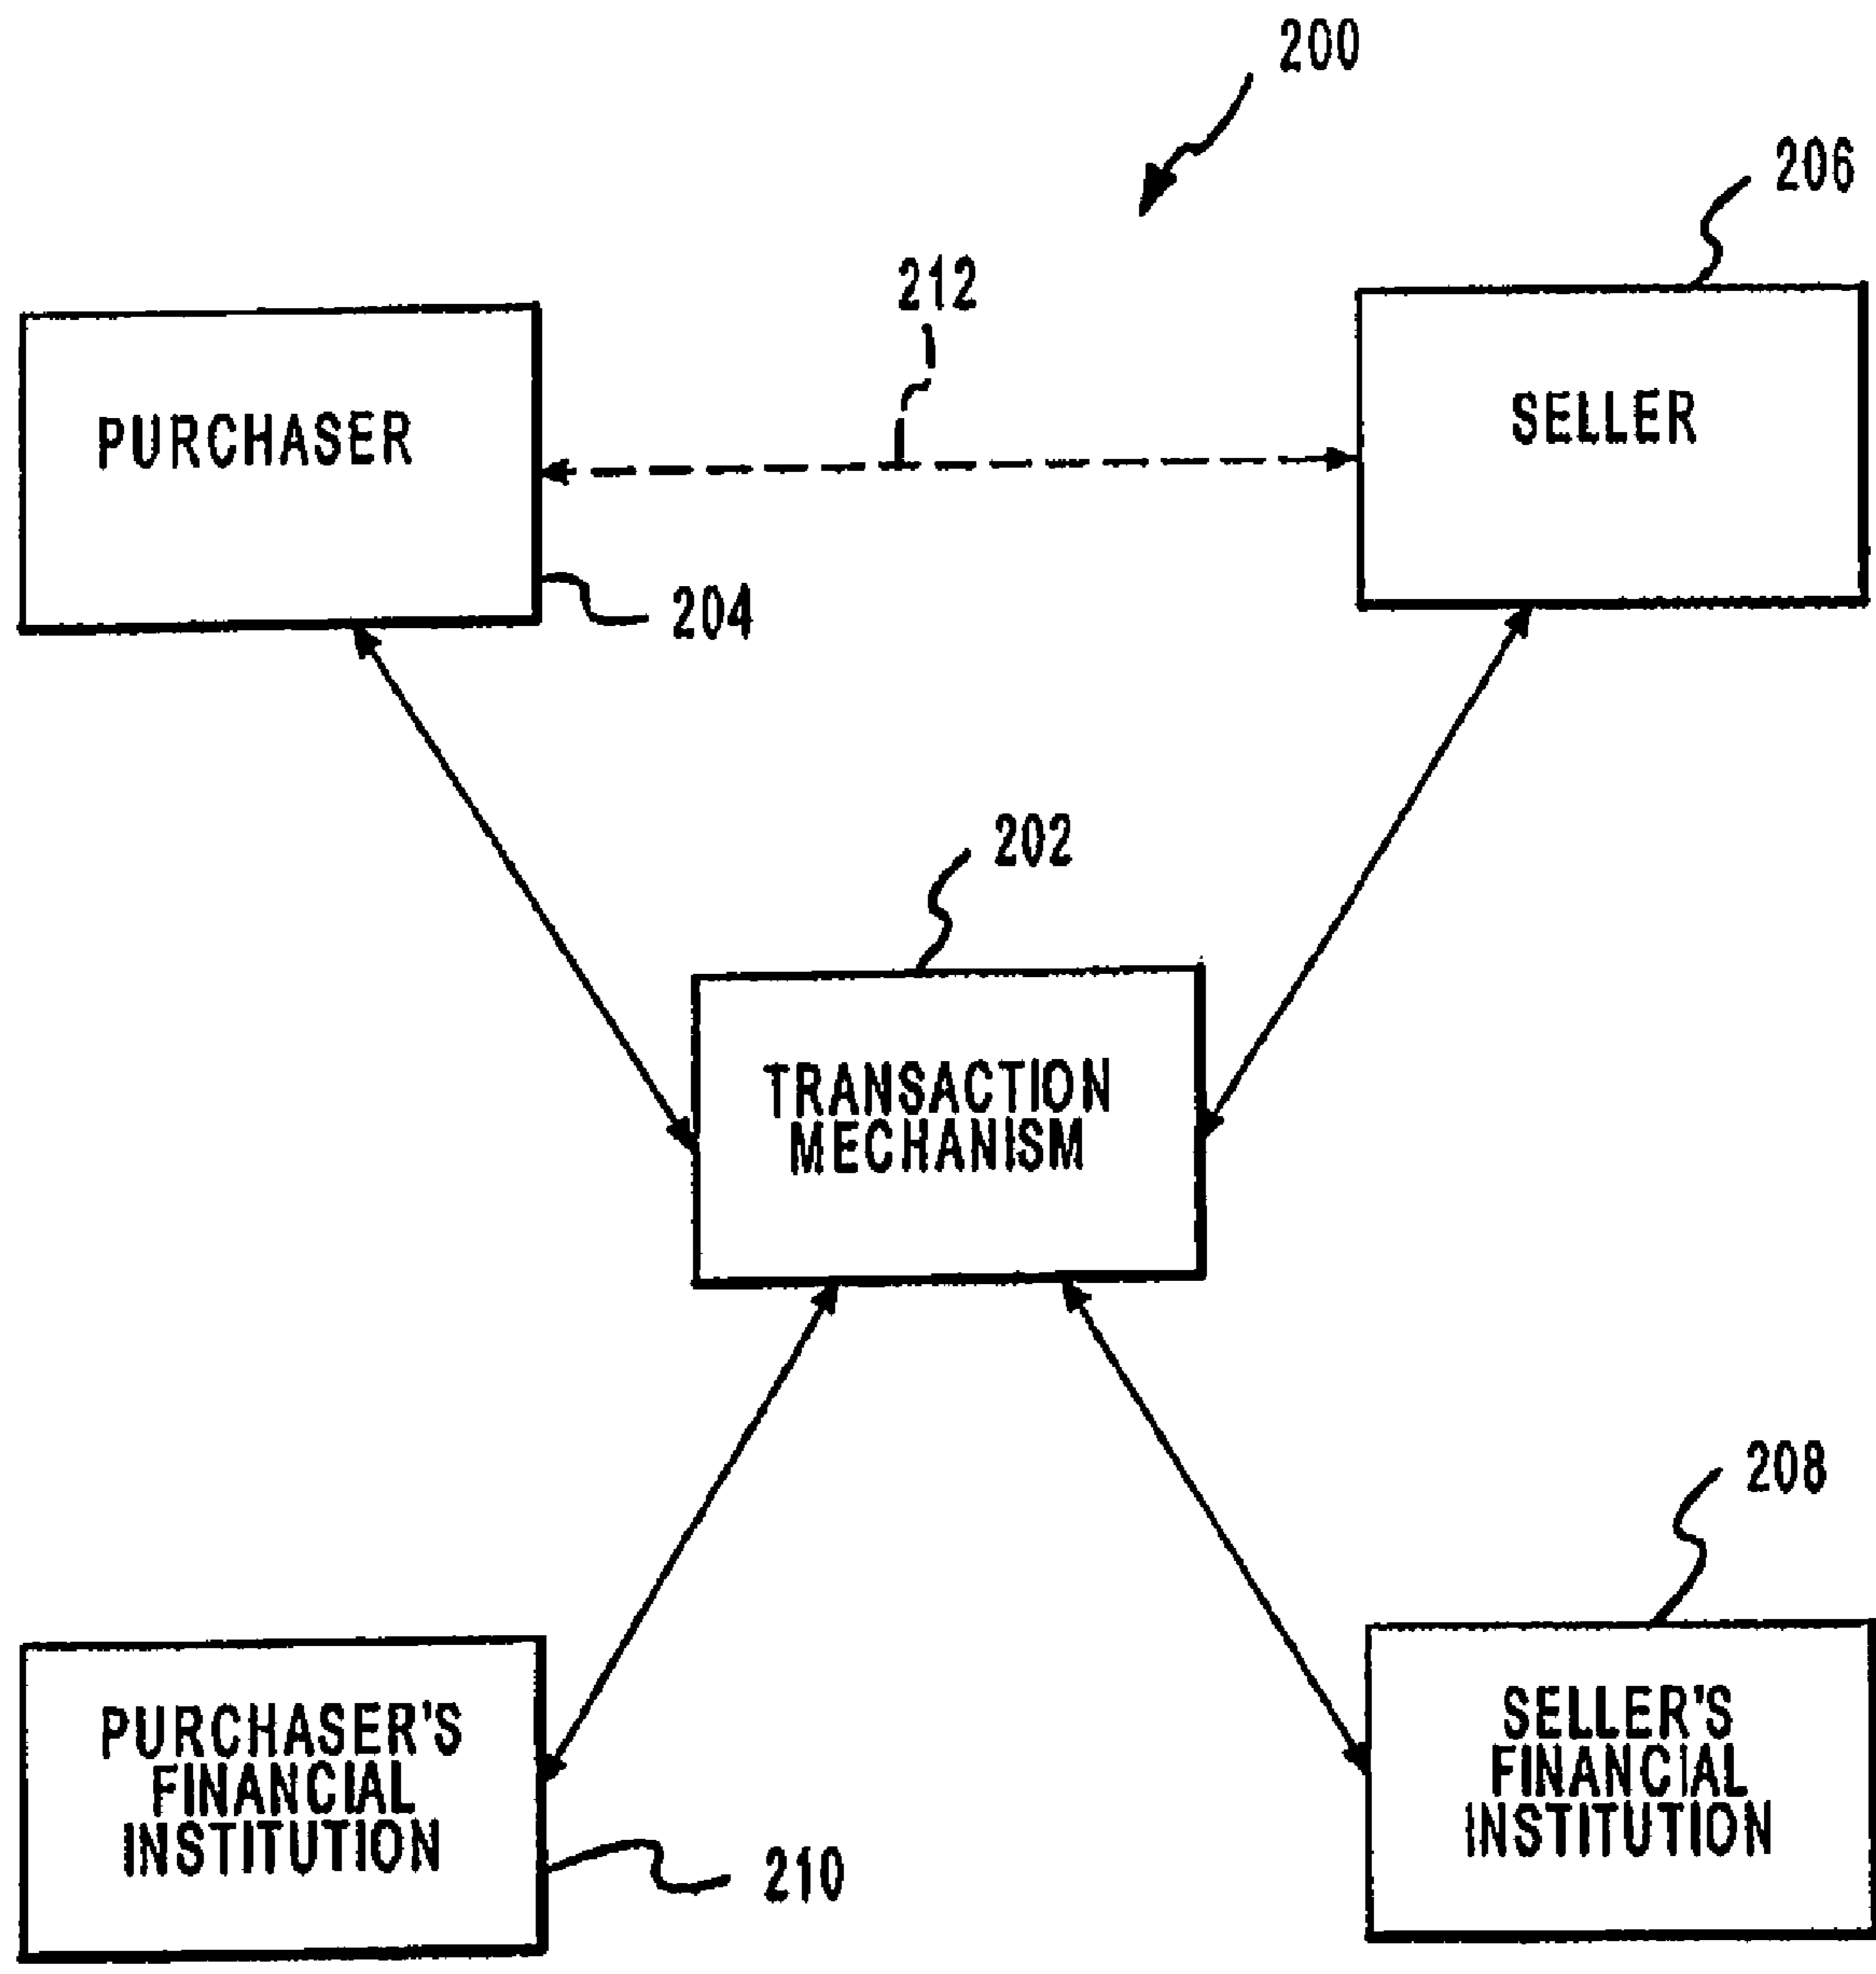 200
206
212
PURCHASER
SELLER
204
202
TRANSACTION
MECHANISM
208
PURCHASER'S
FINANCIAL
INSTITUTION
SELLER'S
FINANCIAL
INSTITUTION
210